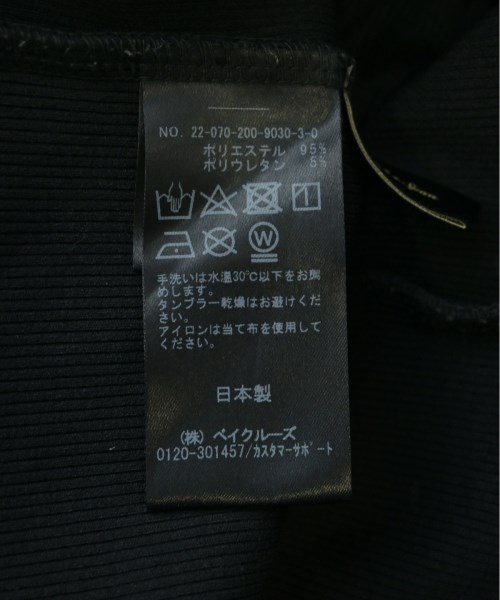 NO. 22-070-200-9030-3-0
ポリエステル 95%
ポリウレタン 5%
手洗いは水温30℃以下をお薦
めします。
タンブラー乾燥はお避けくだ
さい。
アイロンは当て布を使用して
ください。
日本製
(株) ベイクルーズ
0120-301457/カスタマーサポート